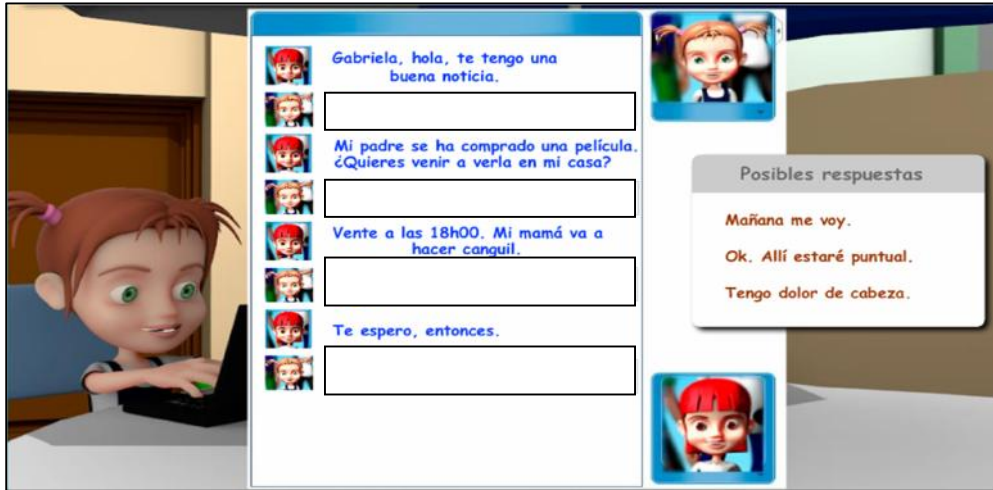 Gabriela, hola, te tengo una
buena noticia.
Mi padre se ha comprado una película.
¿Quieres venir a verla en mi casa?
Vente a las 18h00. Mi mamá va a
hacer canguil.
Te espero, entonces.
Posibles respuestas
Mañana me voy.
Ok. Allí estaré puntual.
Tengo dolor de cabeza.